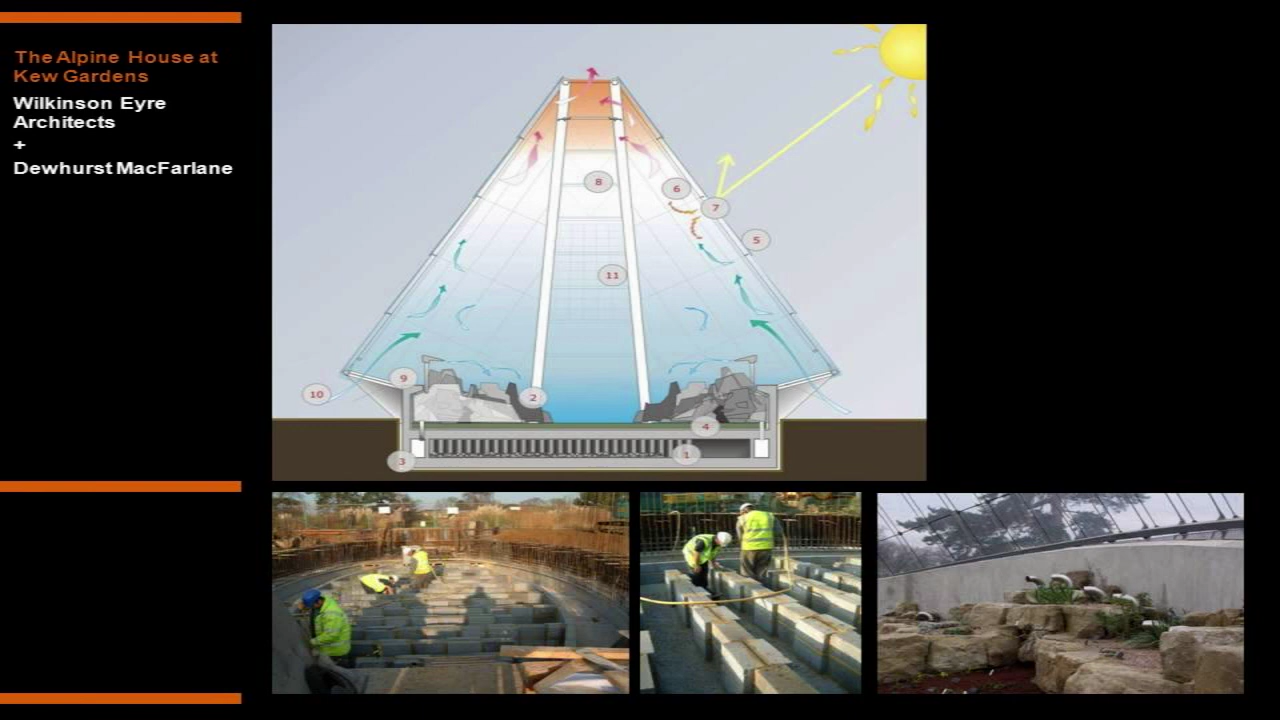 The Alpine House at
Kew Gardens
Wilkinson Eyre
Architects
+
Dewhurst MacFarlane
8
6
7
5
11
9
10
2
4
3
1